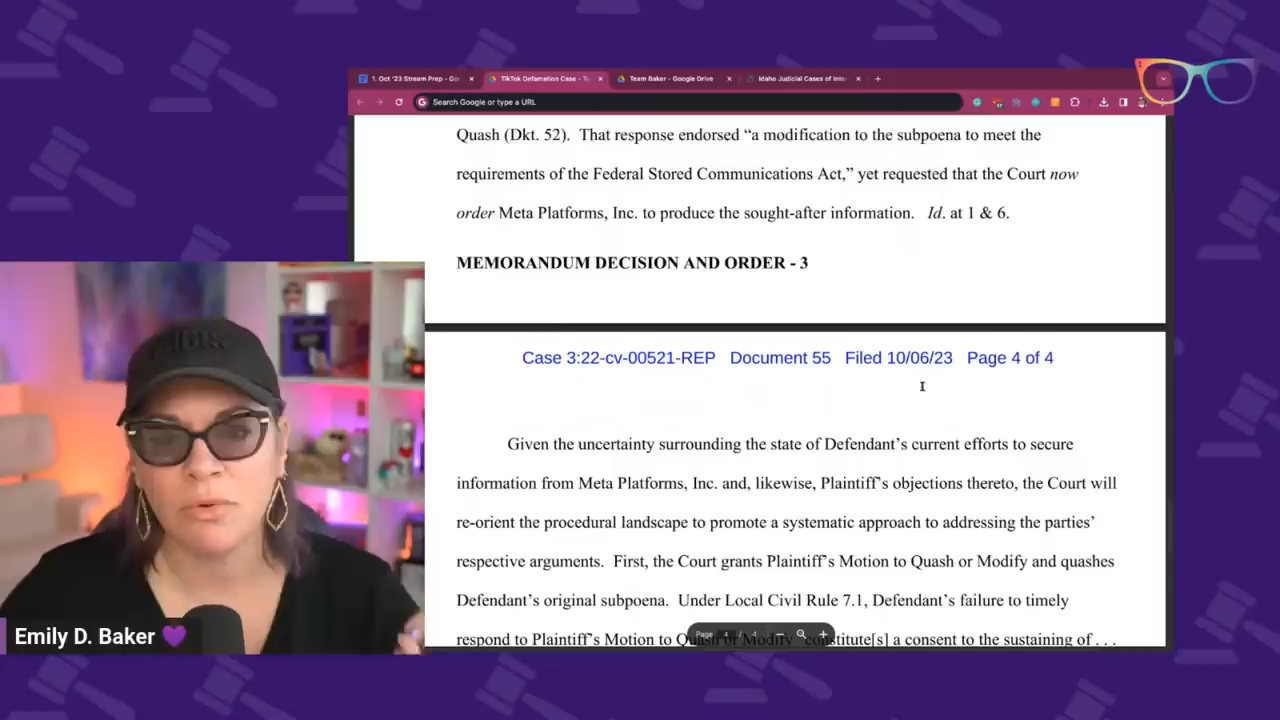 1. Oct '23 Stream Prep - Go
TikTok Defamation Case - T
Team Baker - Google Drive
Idaho Judicial Cases of Inte
Search Google or type a URL
Quash (Dkt. 52). That response endorsed “a modification to the subpoena to meet the
requirements of the Federal Stored Communications Act,” yet requested that the Court now
order Meta Platforms, Inc. to produce the sought-after information. Id. at 1 & 6.
MEMORANDUM DECISION AND ORDER - 3
Case 3:22-cv-00521-REP Document 55 Filed 10/06/23 Page 4 of 4
Given the uncertainty surrounding the state of Defendant’s current efforts to secure
information from Meta Platforms, Inc. and, likewise, Plaintiff’s objections thereto, the Court will
re-orient the procedural landscape to promote a systematic approach to addressing the parties’
respective arguments. First, the Court grants Plaintiff’s Motion to Quash or Modify and quashes
Defendant’s original subpoena. Under Local Civil Rule 7.1, Defendant’s failure to timely
respond to Plaintiff’s Motion to Quash or Modify “constitute[s] a consent to the sustaining of . . .
Page 4 / 4
Emily D. Baker